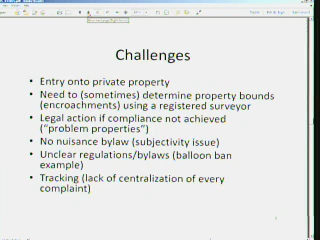 Challenges
• Entry onto private property
• Need to (sometimes) determine property bounds
(encroachments) using a registered surveyor
• Legal action if compliance not achieved
("problem properties")
• No nuisance bylaw (subjectivity issue)
• Unclear regulations/bylaws (balloon ban
example)
• Tracking (lack of centralization of every
complaint)